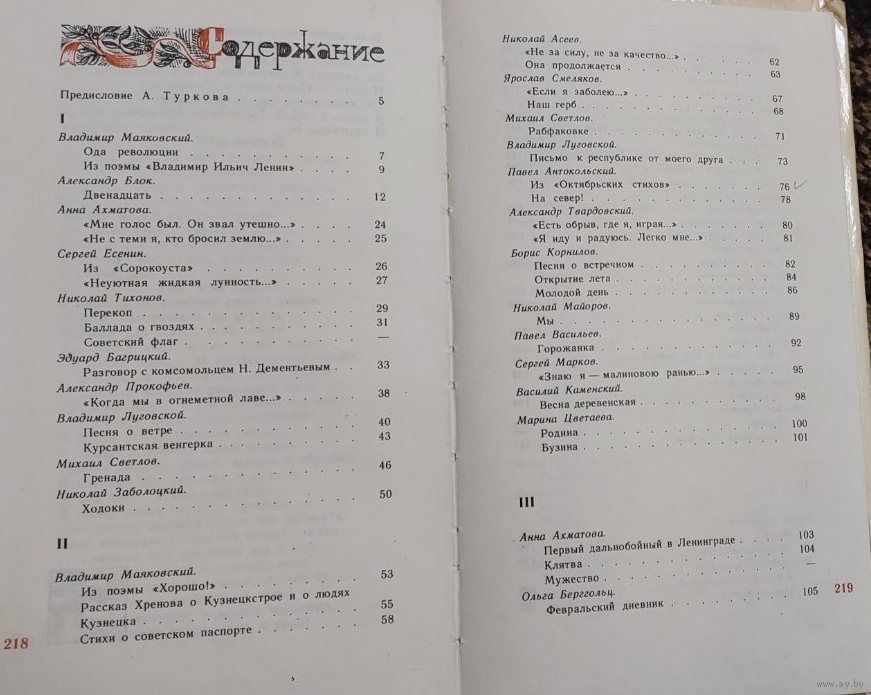 Содержание
Предисловие А. Туркова . . . . . . . . 5
I
Владимир Маяковский.
Ода революции . . . . . . . . . 7
Из поэмы «Владимир Ильич Ленин» . . . . 9
Александр Блок.
Двенадцать . . . . . . . . . . 12
Анна Ахматова.
«Мне голос был. Он звал утешно...» . . . . 24
«Не с теми я, кто бросил землю...» . . . . . 25
Сергей Есенин.
Из «Сорокоуста» . . . . . . . . 26
«Неуютная жидкая лунность...» . . . . . 27
Николай Тихонов.
Перекоп . . . . . . . . . . . 29
Баллада о гвоздях . . . . . . . . 31
Советский флаг . . . . . . . . . —
Эдуард Багрицкий.
Разговор с комсомольцем Н. Дементьевым . . 33
Александр Прокофьев.
«Когда мы в огнеметной лаве...» . . . . . 38
Владимир Луговской.
Песня о ветре . . . . . . . . . 40
Курсантская венгерка . . . . . . . 43
Михаил Светлов.
Гренада . . . . . . . . . . . 46
Николай Заболоцкий.
Ходоки . . . . . . . . . . . 50
II
Владимир Маяковский.
Из поэмы «Хорошо!» . . . . . . . 53
Рассказ Хренова о Кузнецкстрое и о людях
Кузнецка . . . . . . . . . . . 55
Стихи о советском паспорте . . . . . . 58
218
Николай Асеев.
«Не за силу, не за качество...» . . . . . 62
Она продолжается . . . . . . . . 63
Ярослав Смеляков.
«Если я заболею...» . . . . . . . . 67
Наш герб . . . . . . . . . . . 68
Михаил Светлов.
Рабфаковке . . . . . . . . . . 71
Владимир Луговской.
Письмо к республике от моего друга . . . 73
Павел Антокольский.
Из «Октябрьских стихов» . . . . . . 76
На север! . . . . . . . . . . . 78
Александр Твардовский.
«Есть обрыв, где я, играя...» . . . . . . 80
«Я иду и радуюсь. Легко мне...» . . . . . 81
Борис Корнилов.
Песня о встречном . . . . . . . . 82
Открытие лета . . . . . . . . . 84
Молодой день . . . . . . . . . 86
Николай Майоров.
Мы . . . . . . . . . . . . 89
Павел Васильев.
Горожанка . . . . . . . . . . 92
Сергей Марков.
«Знаю я — малиновою ранью...» . . . . . 95
Василий Каменский.
Весна деревенская . . . . . . . . 98
Марина Цветаева.
Родина . . . . . . . . . . . 100
Бузина . . . . . . . . . . . 101
III
Анна Ахматова.
Первый дальнобойный в Ленинграде . . . . 103
Клятва . . . . . . . . . . . 104
Мужество . . . . . . . . . . —
Ольга Берггольц.
Февральский дневник . . . . . . . 105
219
www.ay.by